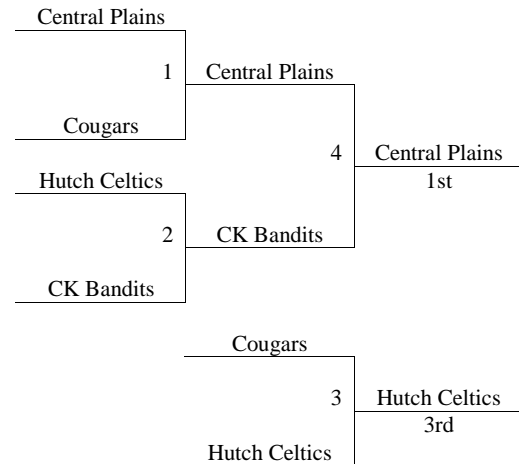 Central Plains
1
Central Plains
Cougars
4
Central Plains
1st
Hutch Celtics
2
CK Bandits
CK Bandits
Cougars
3
Hutch Celtics
3rd
Hutch Celtics